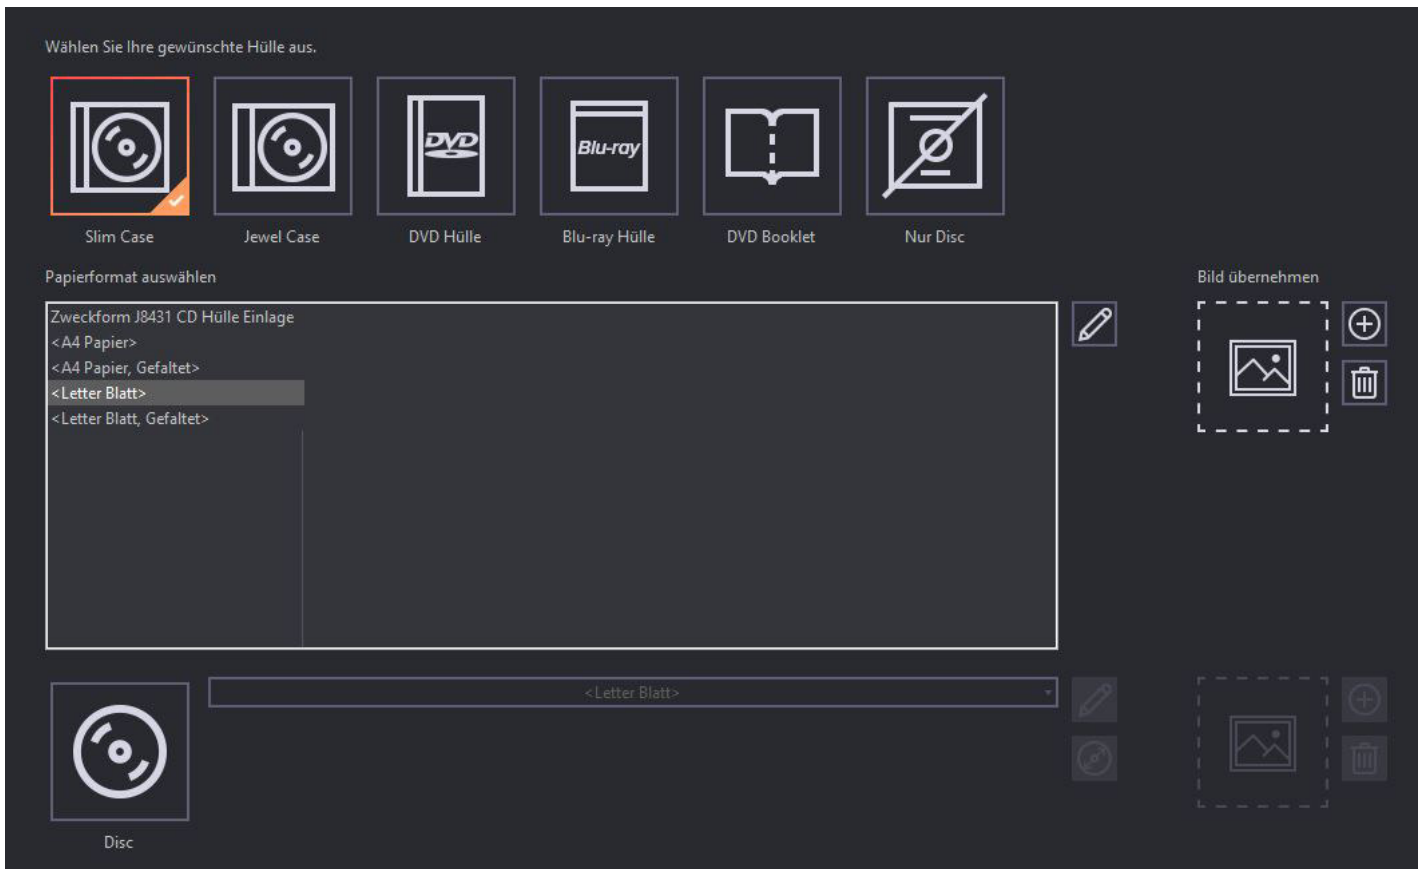 Wählen Sie Ihre gewünschte Hülle aus.
DVD
Blu-ray
Slim Case
Jewel Case
DVD Hülle
Blu-ray Hülle
DVD Booklet
Nur Disc
Papierformat auswählen
Bild übernehmen
Zweckform J8431 CD Hülle Einlage
<A4 Papier>
<A4 Papier, Gefaltet>
<Letter Blatt>
<Letter Blatt, Gefaltet>
<Letter Blatt>
Disc